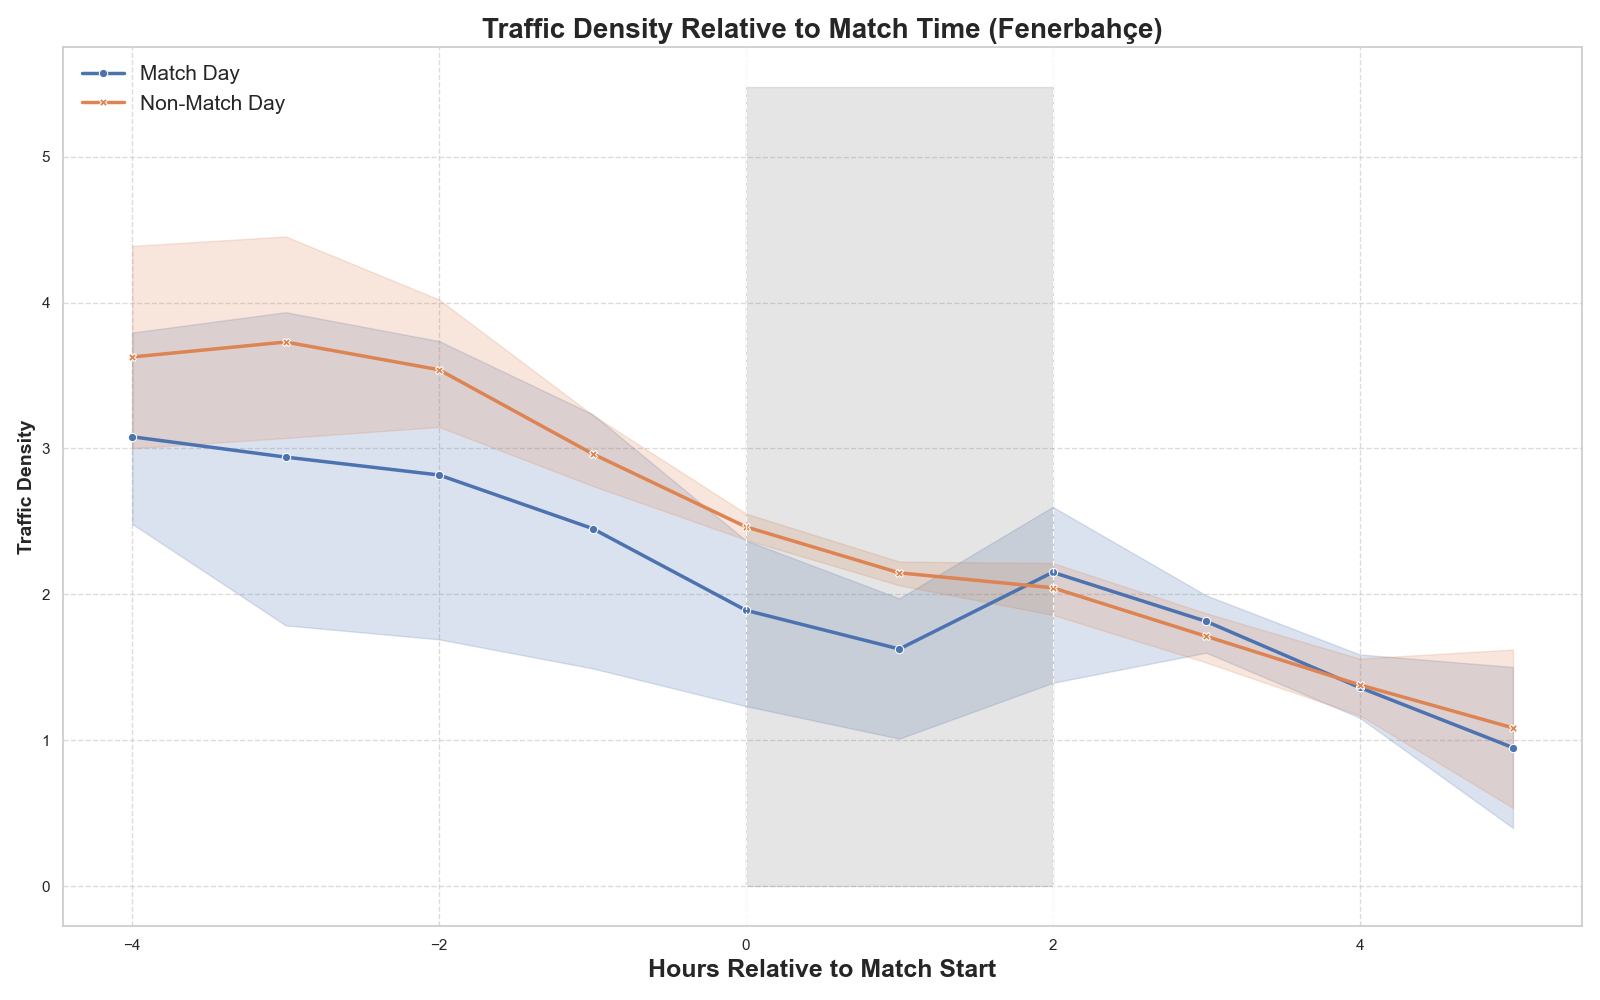 Traffic Density Relative to Match Time (Fenerbahçe)
Match Day
Non-Match Day
Traffic Density
5
4
3
2
1
0
−4
−2
0
2
4
Hours Relative to Match Start